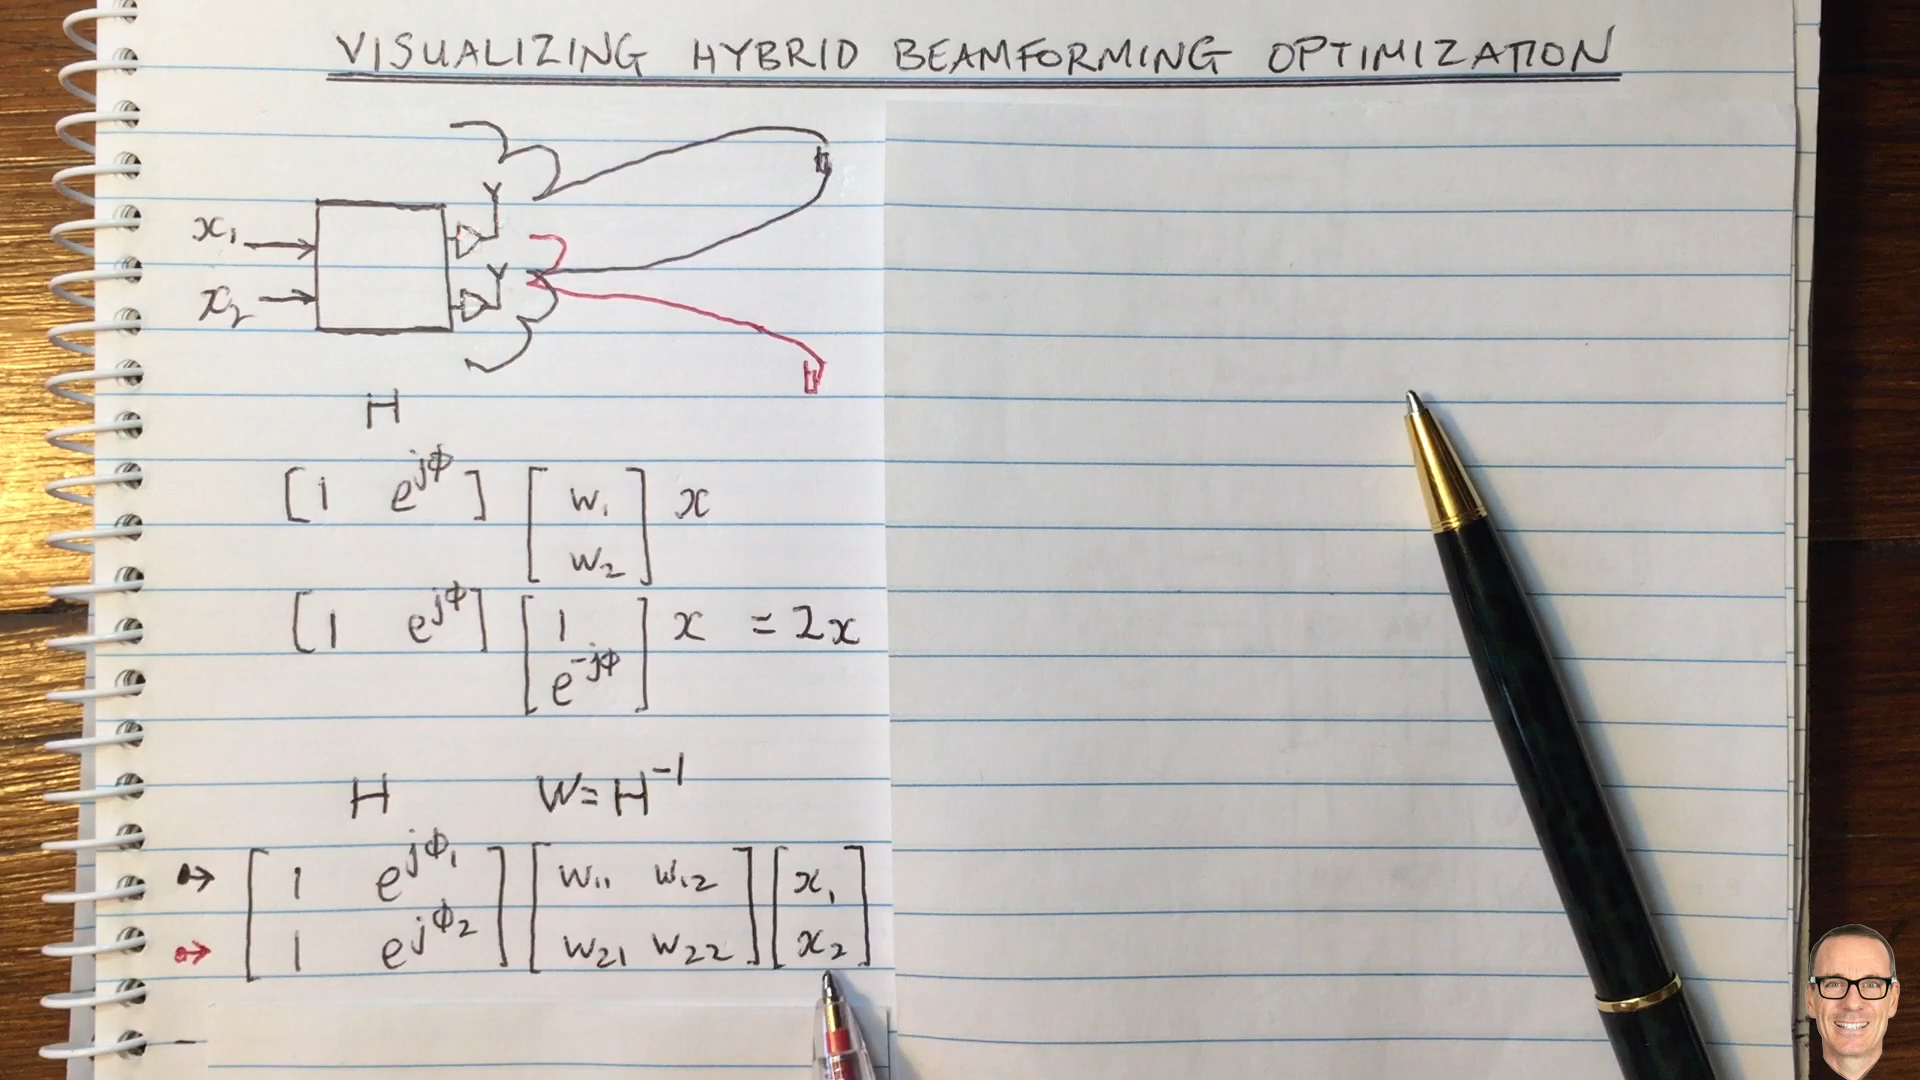 VISUALIZING HYBRID BEAMFORMING OPTIMIZATION
x₁
x₂
H
[1 e^{jϕ}] [w₁ w₂] x
[1 e^{jϕ}] [1 e^{-jϕ}] x = 2x
H W=H⁻¹
[1 e^{jϕ₁}] [w₁₁ w₁₂] [x₁]
[1 e^{jϕ₂}] [w₂₁ w₂₂] [x₂]